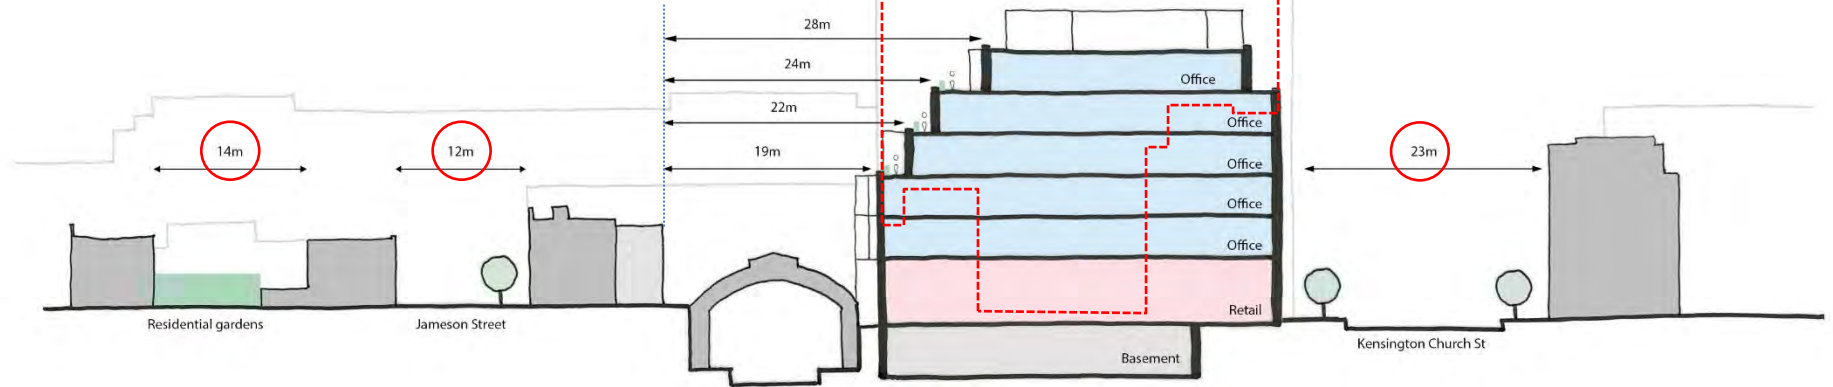 28m
Office
24m
22m
Office
14m
12m
19m
Office
23m
Office
Office
Retail
Residential gardens
Jameson Street
Kensington Church St
Basement